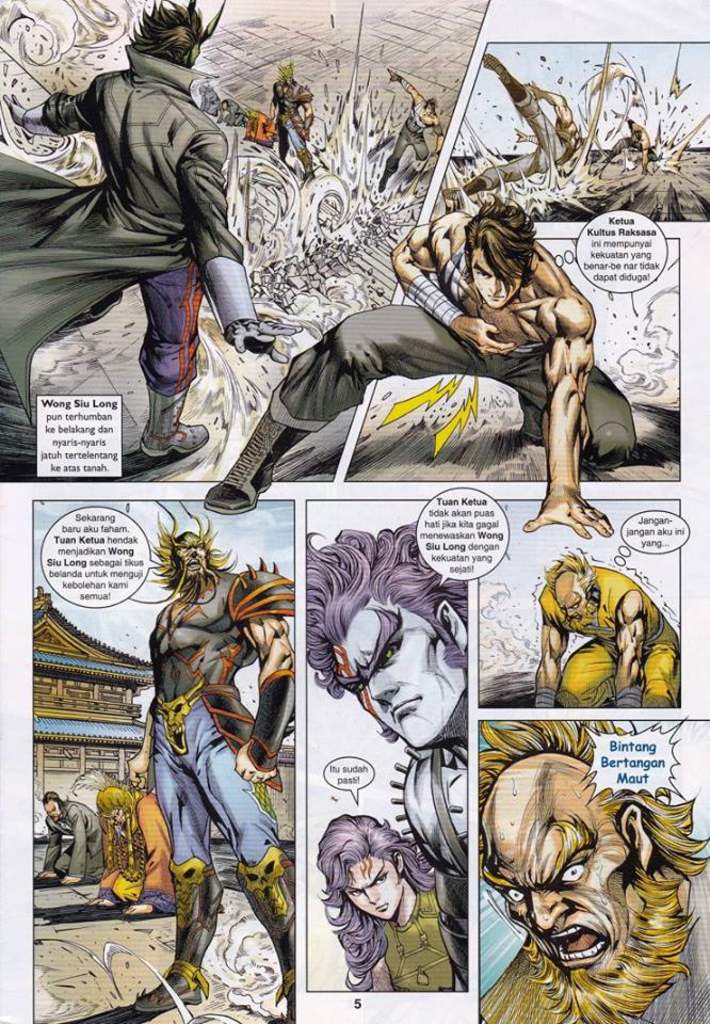 Ketua
Kultus Raksasa
ini mempunyai
kekuatan yang
benar-be nar tidak
dapat diduga!
Wong Siu Long
pun terhumban
ke belakang dan
nyaris-nyaris
jatuh tertelentang
ke atas tanah.
Sekarang
baru aku faham.
Tuan Ketua hendak
menjadikan Wong
Siu Long sebagai tikus
belanda untuk menguji
kebolehan kami
semua!
Tuan Ketua
tidak akan puas
hati jika kita gagal
menewaskan Wong
Siu Long dengan
kekuatan yang
sejati!
Itu sudah
pasti!
Jangan-
jangan aku ini
yang...
Bintang
Bertangan
Maut
5